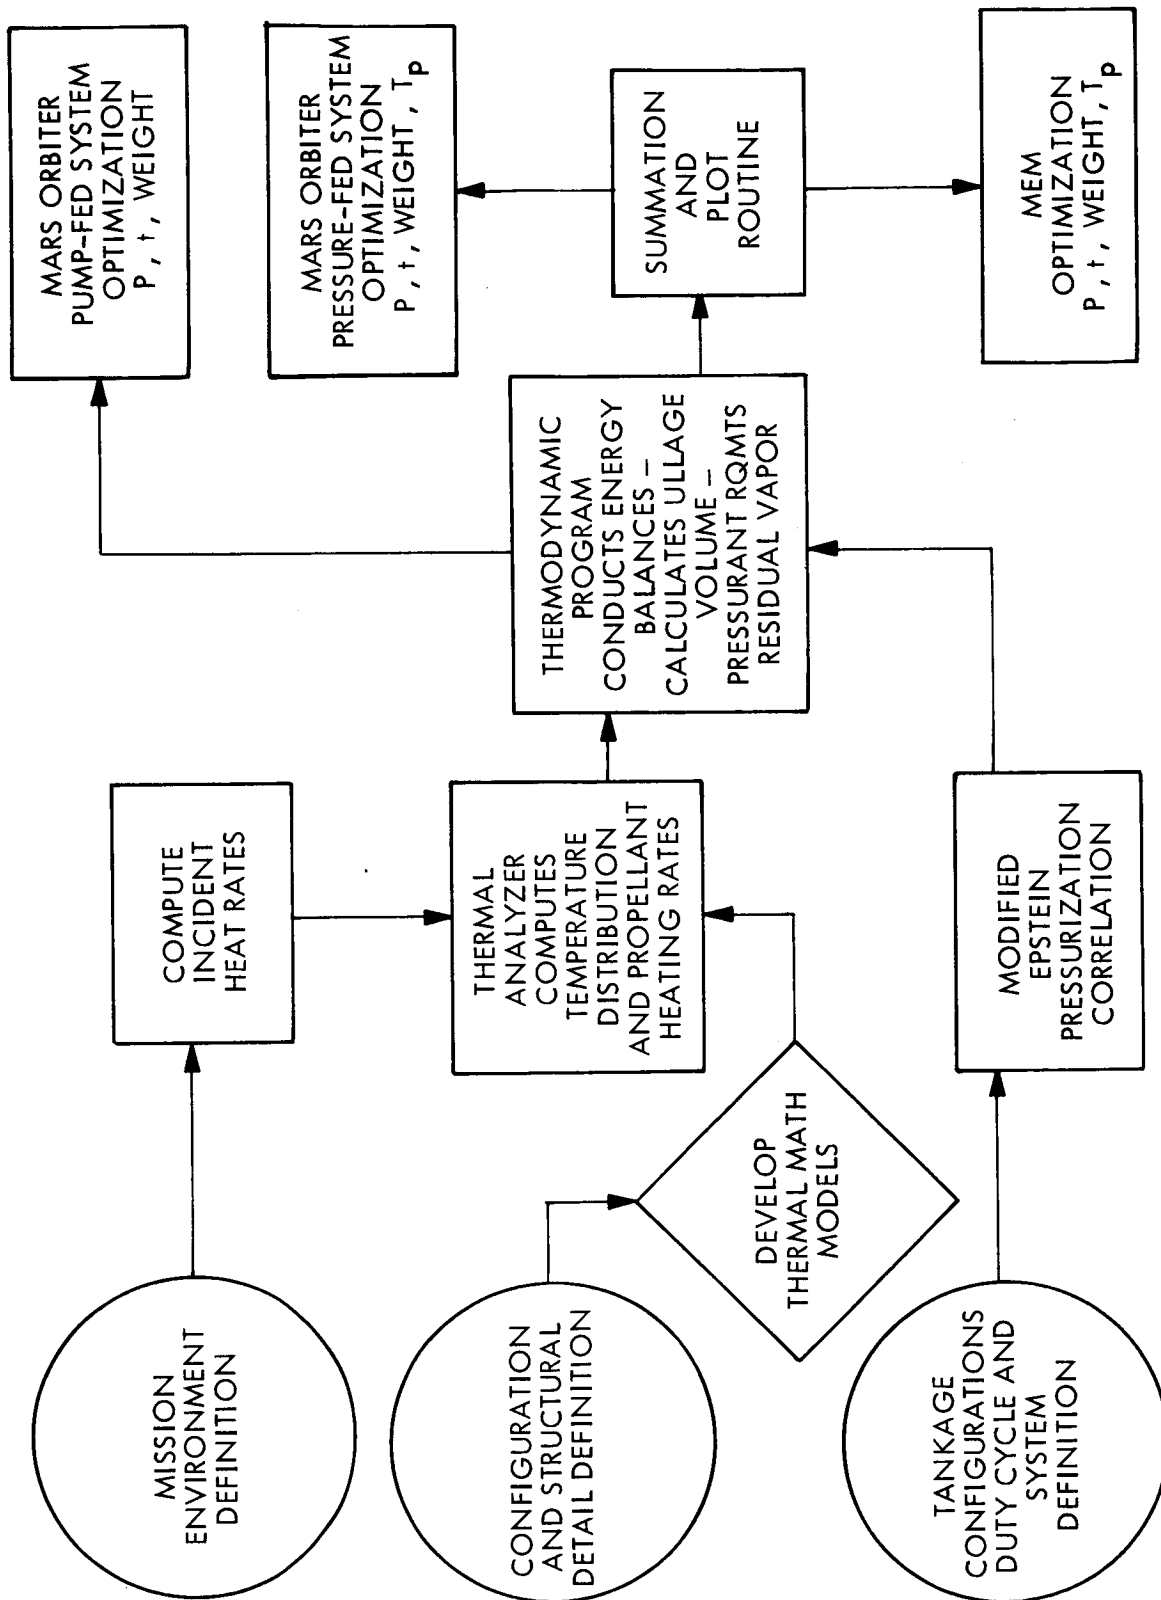 MISSION
ENVIRONMENT
DEFINITION
COMPUTE
INCIDENT
HEAT RATES
MARS ORBITER
PUMP-FED SYSTEM
OPTIMIZATION
P, t, WEIGHT
CONFIGURATION
AND STRUCTURAL
DETAIL DEFINITION
DEVELOP
THERMAL MATH
MODELS
THERMAL
ANALYZER
COMPUTES
TEMPERATURE
DISTRIBUTION
AND PROPELLANT
HEATING RATES
THERMODYNAMIC
PROGRAM
CONDUCTS ENERGY
BALANCES –
CALCULATES ULLAGE
VOLUME –
PRESSURANT RQMTS
RESIDUAL VAPOR
MARS ORBITER
PRESSURE-FED SYSTEM
OPTIMIZATION
P, t, WEIGHT, Tp
SUMMATION
AND
PLOT
ROUTINE
TANKAGE
CONFIGURATIONS
DUTY CYCLE AND
SYSTEM
DEFINITION
MODIFIED
EPSTEIN
PRESSURIZATION
CORRELATION
MEM
OPTIMIZATION
P, t, WEIGHT, Tp